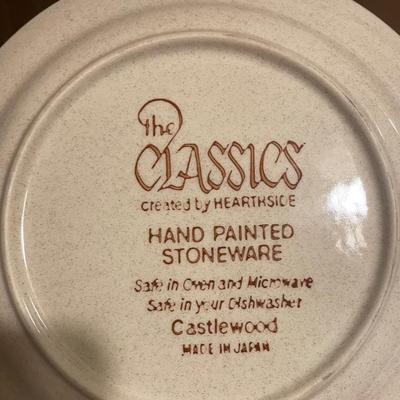 the
CLASSICS
created by HEARTHSIDE
HAND PAINTED
STONEWARE
Safe in Oven and Microwave
Safe in your Dishwasher
Castlewood
MADE IN JAPAN